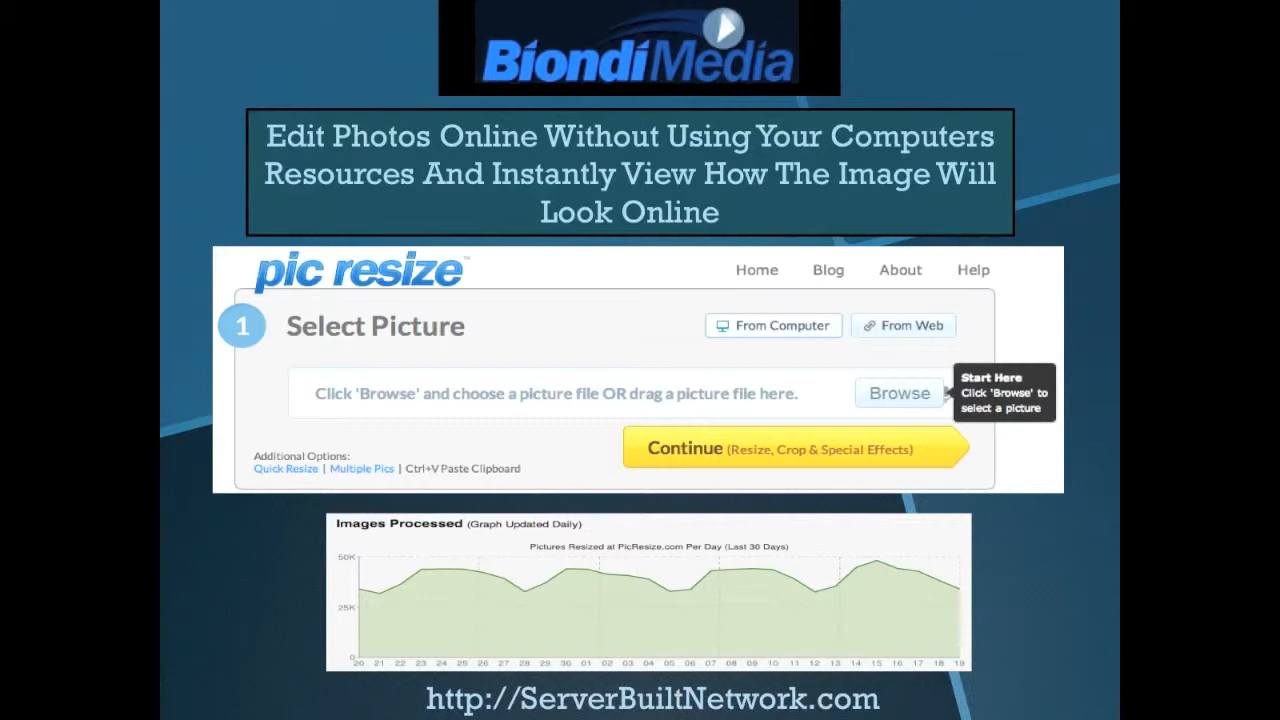 BiondiMedia
Edit Photos Online Without Using Your Computers
Resources And Instantly View How The Image Will
Look Online
pic resize™
Home Blog About Help
1 Select Picture
From Computer From Web
Click 'Browse' and choose a picture file OR drag a picture file here.
Browse
Start Here
Click 'Browse' to
select a picture
Continue (Resize, Crop & Special Effects)
Additional Options:
Quick Resize | Multiple Pics | Ctrl+V Paste Clipboard
Images Processed (Graph Updated Daily)
Pictures Resized at PicResize.com Per Day (Last 30 Days)
50K
25K
0
20 21 22 23 24 25 26 27 28 29 30 01 02 03 04 05 06 07 08 09 10 11 12 13 14 15 16 17 18 19
http://ServerBuiltNetwork.com